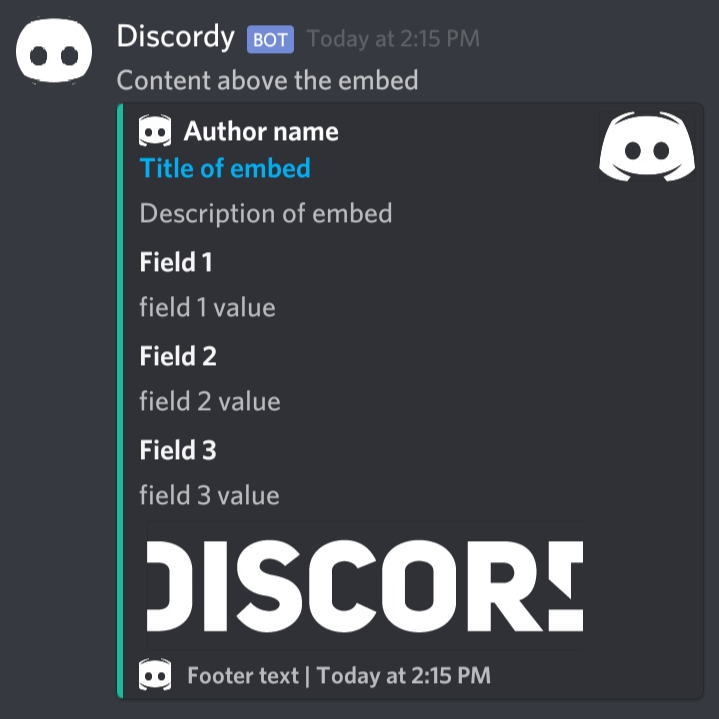 Discordy BOT Today at 2:15 PM
Content above the embed
Author name
Title of embed
Description of embed
Field 1
field 1 value
Field 2
field 2 value
Field 3
field 3 value
DISCORD
Footer text | Today at 2:15 PM